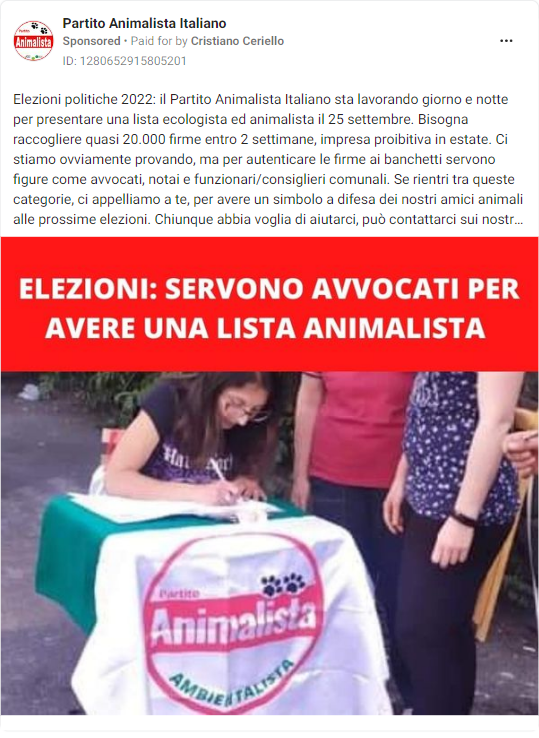 Partito Animalista Italiano
Sponsored • Paid for by Cristiano Ceriello
ID: 1280652915805201
Elezioni politiche 2022: il Partito Animalista Italiano sta lavorando giorno e notte
per presentare una lista ecologista ed animalista il 25 settembre. Bisogna
raccogliere quasi 20.000 firme entro 2 settimane, impresa proibitiva in estate. Ci
stiamo ovviamente provando, ma per autenticare le firme ai banchetti servono
figure come avvocati, notai e funzionari/consiglieri comunali. Se rientri tra queste
categorie, ci appelliamo a te, per avere un simbolo a difesa dei nostri amici animali
alle prossime elezioni. Chiunque abbia voglia di aiutarci, può contattarci sui nostr...
ELEZIONI: SERVONO AVVOCATI PER
AVERE UNA LISTA ANIMALISTA
Partito
Animalista
AMBIENTALISTA